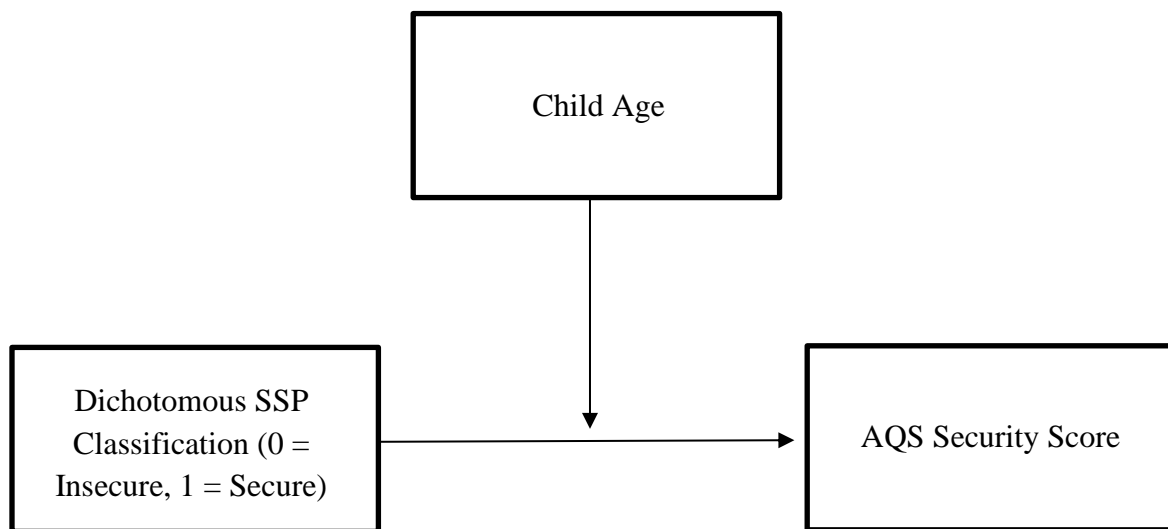 Child Age
Dichotomous SSP
Classification (0 =
Insecure, 1 = Secure)
AQS Security Score